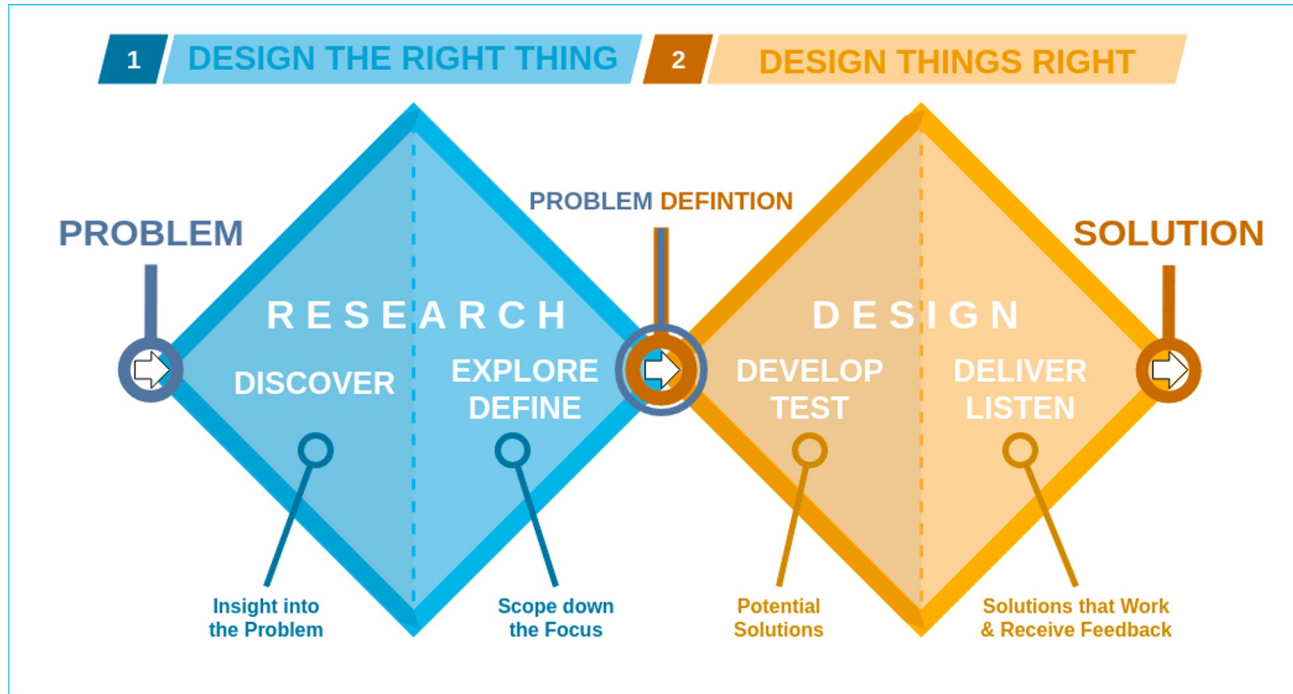 1 DESIGN THE RIGHT THING 2 DESIGN THINGS RIGHT
PROBLEM DEFINTION
PROBLEM
SOLUTION
RESEARCH
DESIGN
DISCOVER
EXPLORE
DEFINE
DEVELOP
TEST
DELIVER
LISTEN
Insight into
the Problem
Scope down
the Focus
Potential
Solutions
Solutions that Work
& Receive Feedback